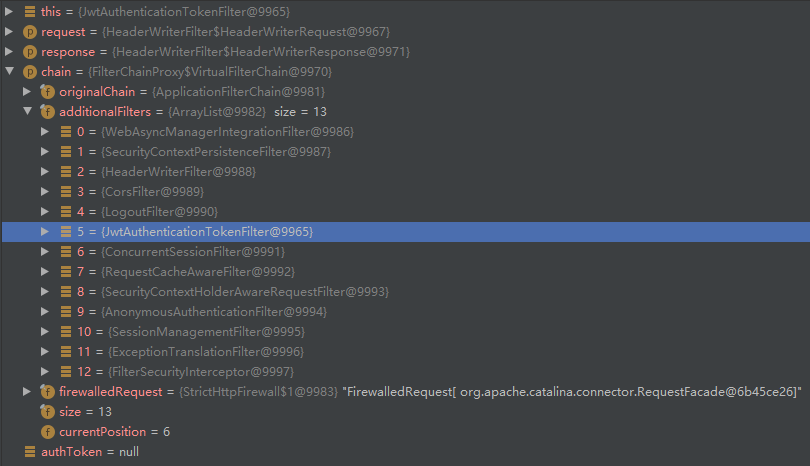 this = {JwtAuthenticationTokenFilter@9965}
request = {HeaderWriterFilter$HeaderWriterRequest@9967}
response = {HeaderWriterFilter$HeaderWriterResponse@9971}
chain = {FilterChainProxy$VirtualFilterChain@9970}
originalChain = {ApplicationFilterChain@9981}
additionalFilters = {ArrayList@9982} size = 13
0 = {WebAsyncManagerIntegrationFilter@9986}
1 = {SecurityContextPersistenceFilter@9987}
2 = {HeaderWriterFilter@9988}
3 = {CorsFilter@9989}
4 = {LogoutFilter@9990}
5 = {JwtAuthenticationTokenFilter@9965}
6 = {ConcurrentSessionFilter@9991}
7 = {RequestCacheAwareFilter@9992}
8 = {SecurityContextHolderAwareRequestFilter@9993}
9 = {AnonymousAuthenticationFilter@9994}
10 = {SessionManagementFilter@9995}
11 = {ExceptionTranslationFilter@9996}
12 = {FilterSecurityInterceptor@9997}
firewalledRequest = {StrictHttpFirewall$1@9983} "FirewalledRequest[ org.apache.catalina.connector.RequestFacade@6b45ce26]"
size = 13
currentPosition = 6
authToken = null